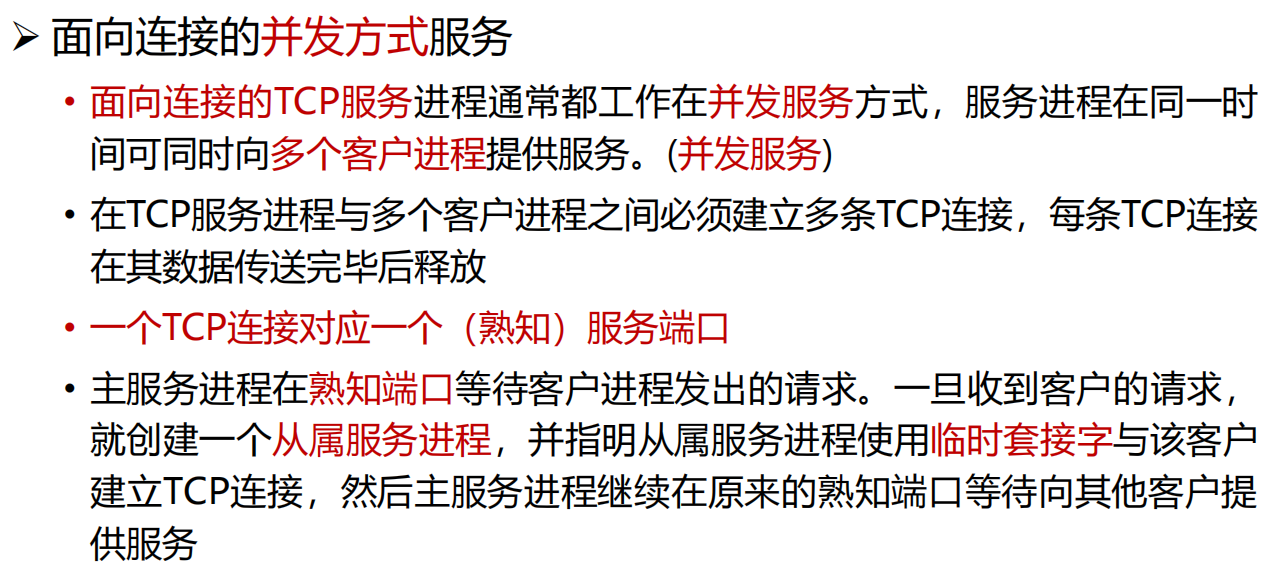 ➢ 面向连接的并发方式服务
• 面向连接的TCP服务进程通常都工作在并发服务方式，服务进程在同一时
间可同时向多个客户进程提供服务。(并发服务)
• 在TCP服务进程与多个客户进程之间必须建立多条TCP连接，每条TCP连接
在其数据传送完毕后释放
• 一个TCP连接对应一个（熟知）服务端口
• 主服务进程在熟知端口等待客户进程发出的请求。一旦收到客户的请求，
就创建一个从属服务进程，并指明从属服务进程使用临时套接字与该客户
建立TCP连接，然后主服务进程继续在原来的熟知端口等待向其他客户提
供服务